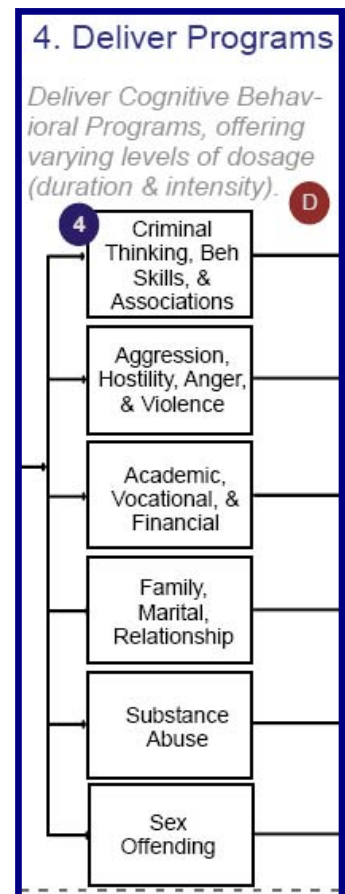 4. Deliver Programs
Deliver Cognitive Behav-
ioral Programs, offering
varying levels of dosage
(duration & intensity).
D
4
Criminal
Thinking, Beh
Skills, &
Associations
Aggression,
Hostility, Anger,
& Violence
Academic,
Vocational, &
Financial
Family,
Marital,
Relationship
Substance
Abuse
Sex
Offending